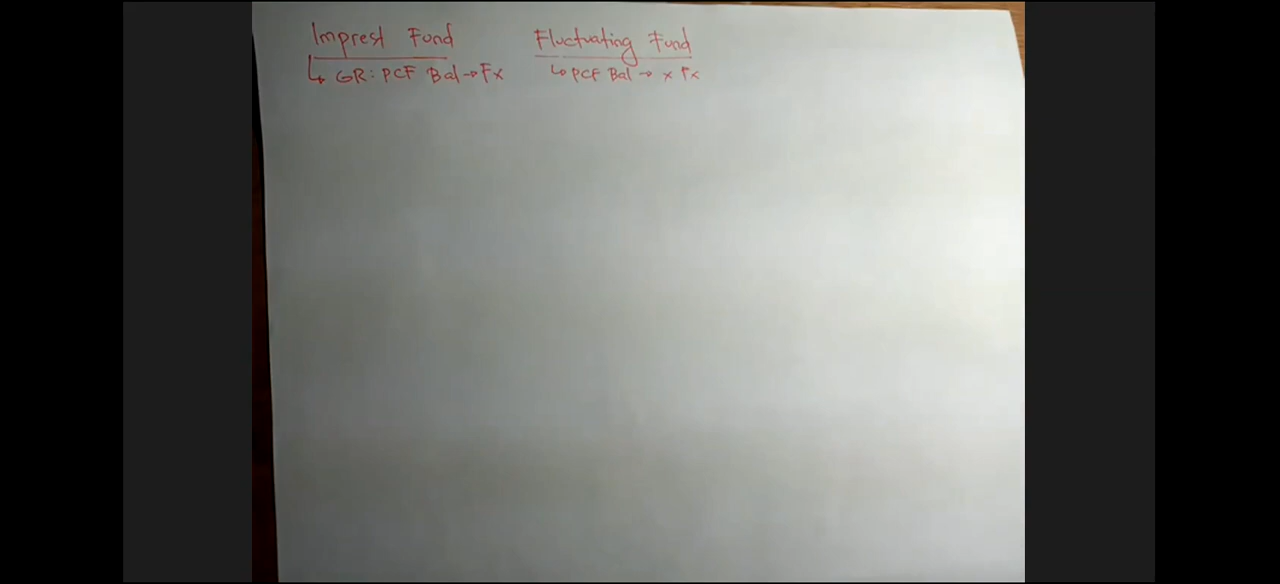 Imprest Fund
↳ GR: PCF Bal → Fx
Fluctuating Fund
↳ PCF Bal → x Fx